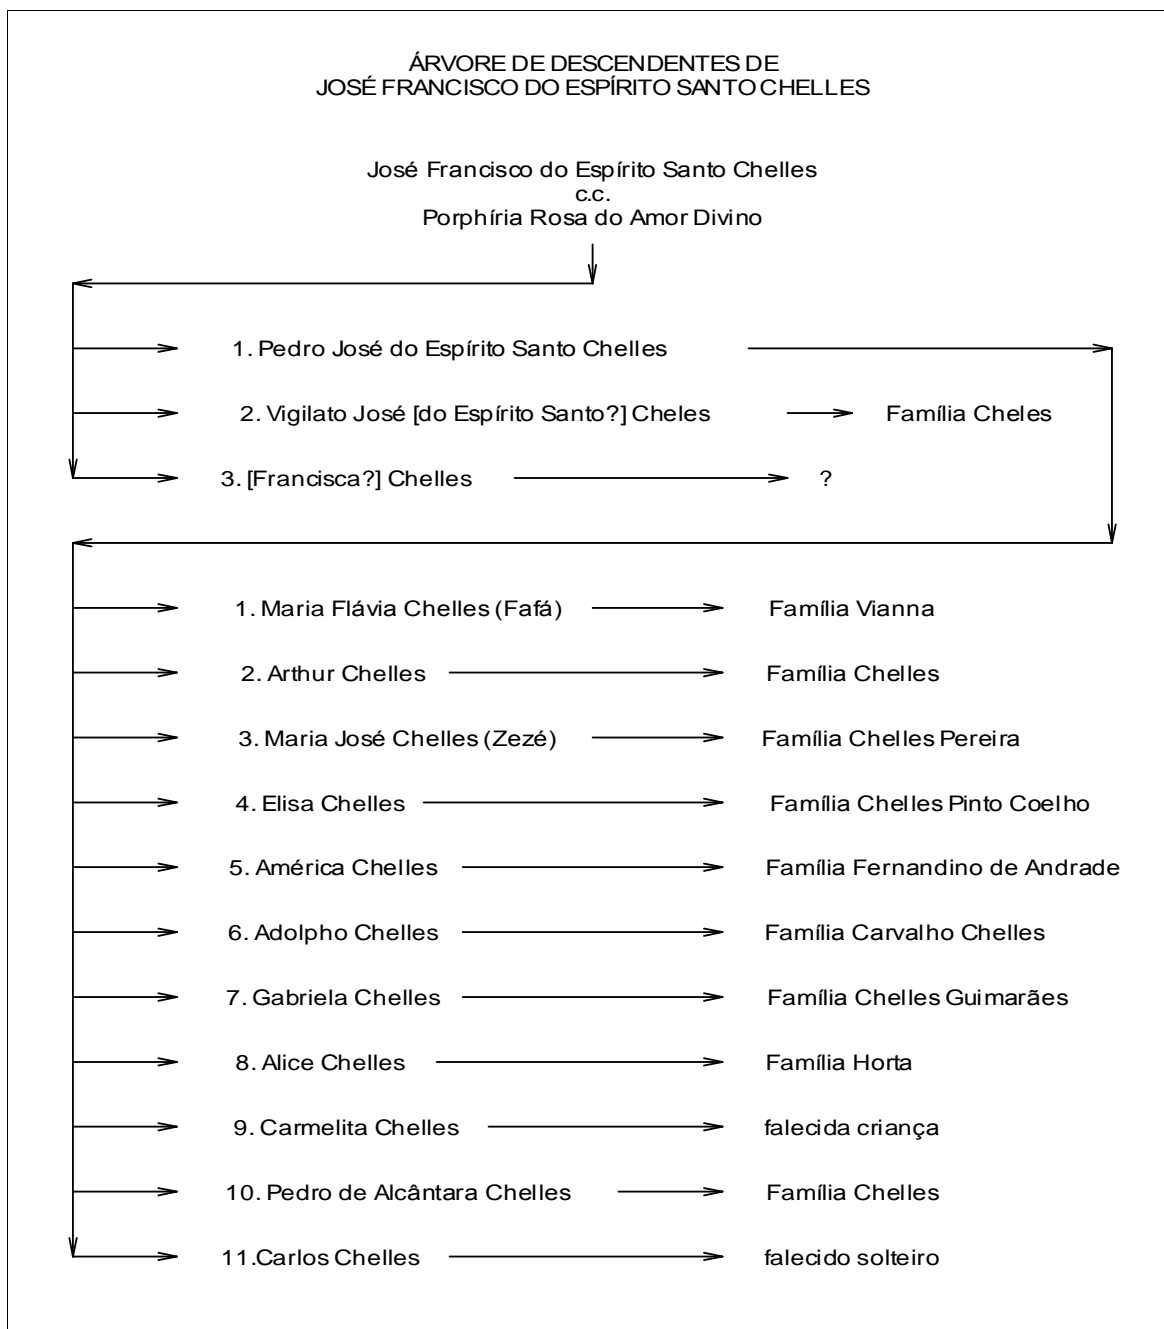 ÁRVORE DE DESCENDENTES DE
JOSÉ FRANCISCO DO ESPÍRITO SANTO CHELLES
José Francisco do Espírito Santo Chelles
c.c.
Porphíria Rosa do Amor Divino
1. Pedro José do Espírito Santo Chelles
2. Vigilato José [do Espírito Santo?] Cheles Família Cheles
3. [Francisca?] Chelles ?
1. Maria Flávia Chelles (Fafá) Família Vianna
2. Arthur Chelles Família Chelles
3. Maria José Chelles (Zezé) Família Chelles Pereira
4. Elisa Chelles Família Chelles Pinto Coelho
5. América Chelles Família Fernandino de Andrade
6. Adolpho Chelles Família Carvalho Chelles
7. Gabriela Chelles Família Chelles Guimarães
8. Alice Chelles Família Horta
9. Carmelita Chelles falecida criança
10. Pedro de Alcântara Chelles Família Chelles
11.Carlos Chelles falecido solteiro